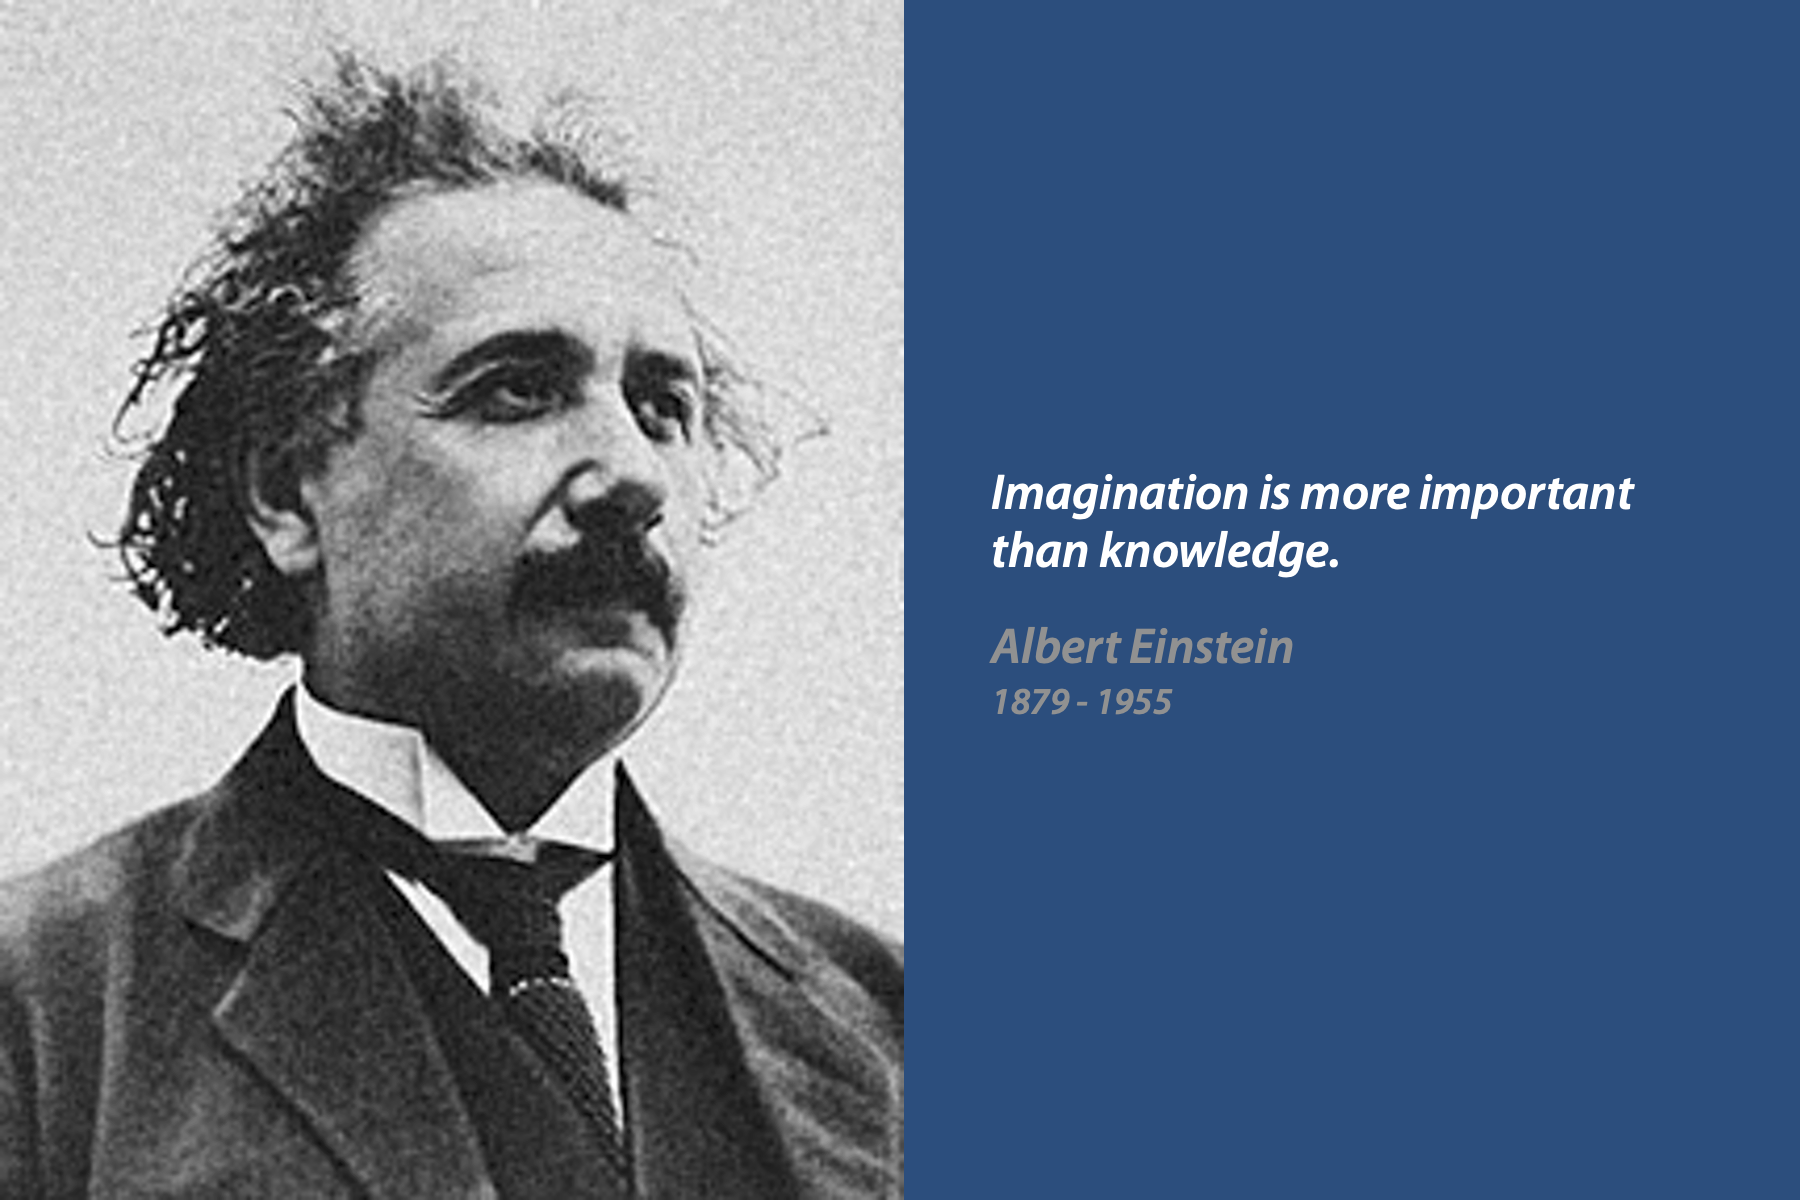 Imagination is more important
than knowledge.
Albert Einstein
1879 - 1955